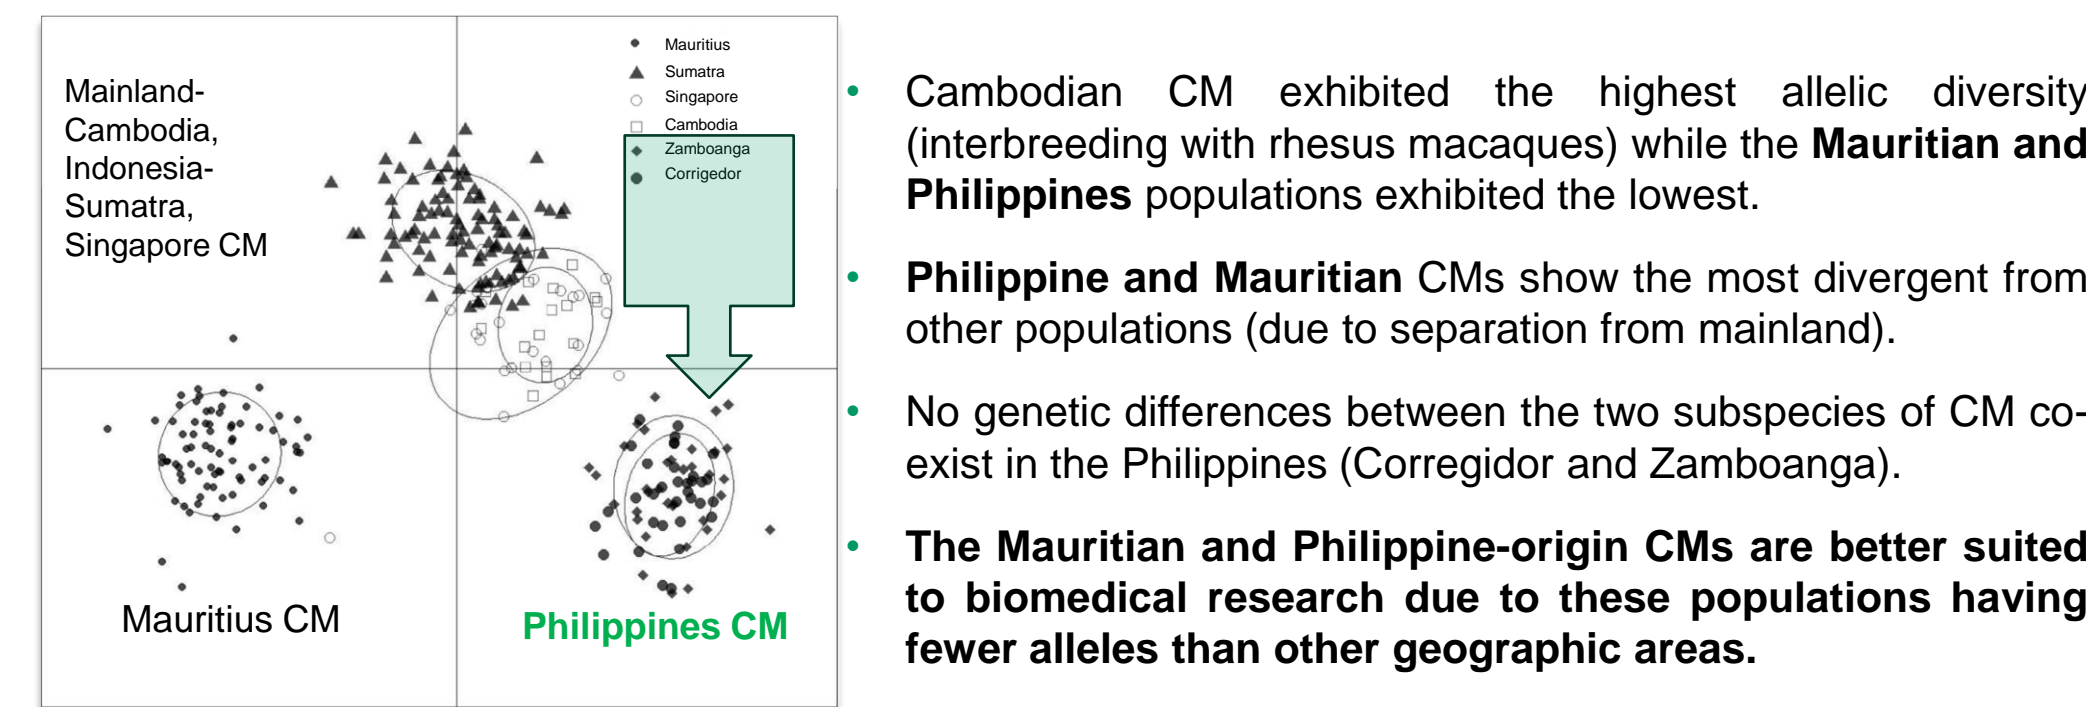 Mainland-
Cambodia,
Indonesia-
Sumatra,
Singapore CM
Mauritius
Sumatra
Singapore
Cambodia
Zamboanga
Corrigedor
Mauritius CM
Philippines CM
• Cambodian CM exhibited the highest allelic diversity
(interbreeding with rhesus macaques) while the Mauritian and
Philippines populations exhibited the lowest.
• Philippine and Mauritian CMs show the most divergent from
other populations (due to separation from mainland).
• No genetic differences between the two subspecies of CM co-
exist in the Philippines (Corregidor and Zamboanga).
• The Mauritian and Philippine-origin CMs are better suited
to biomedical research due to these populations having
fewer alleles than other geographic areas.